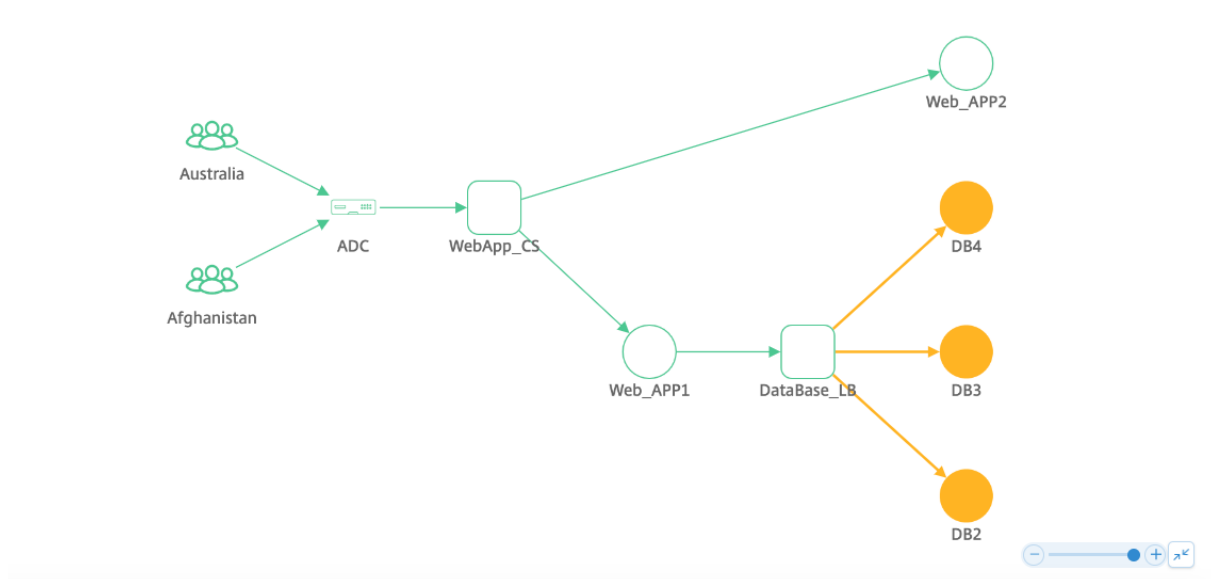 Web_APP2
Australia
ADC
WebApp_CS
DB4
Afghanistan
Web_APP1
DataBase_LB
DB3
DB2